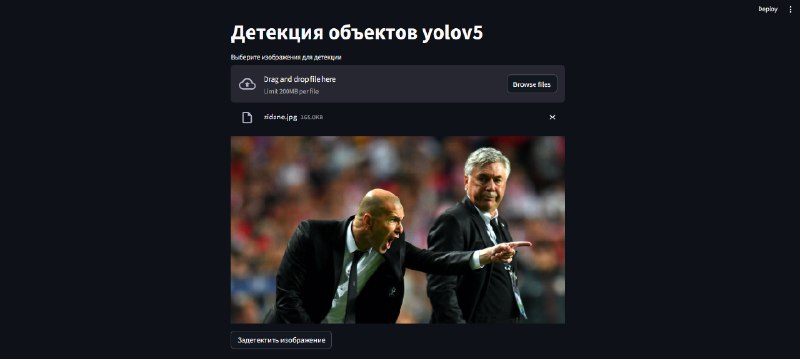 Deploy
Детекция объектов yolov5
Выберите изображения для детекции
Drag and drop file here
Limit 200MB per file
Browse files
zidane.jpg 165.0KB
Задетектить изображение